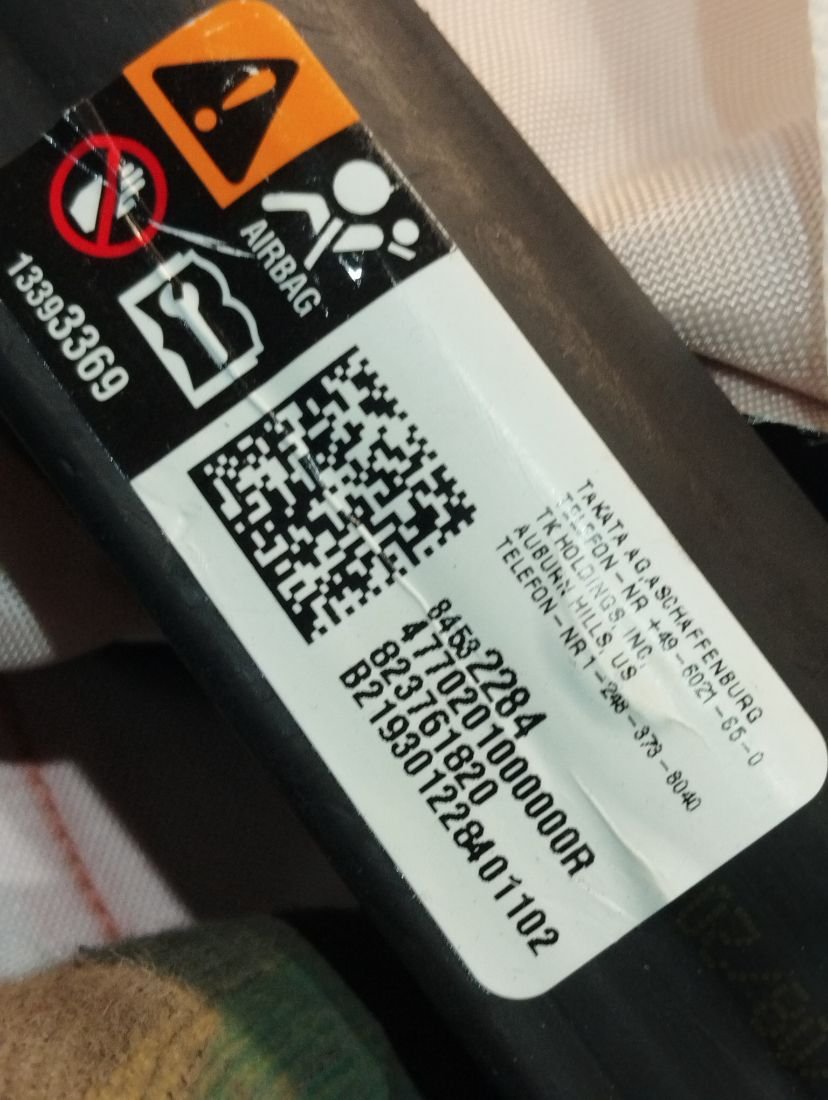 AIRBAG
13393369
84532284
4770201000000R
823761820
B219301228401102
TAKATA AG,ASCHAFFENBURG
TELEFON-NR +49-6021-65-0
TK HOLDINGS, INC.
AUBURN HILLS, US
TELEFON-NR 1-248-373-8040